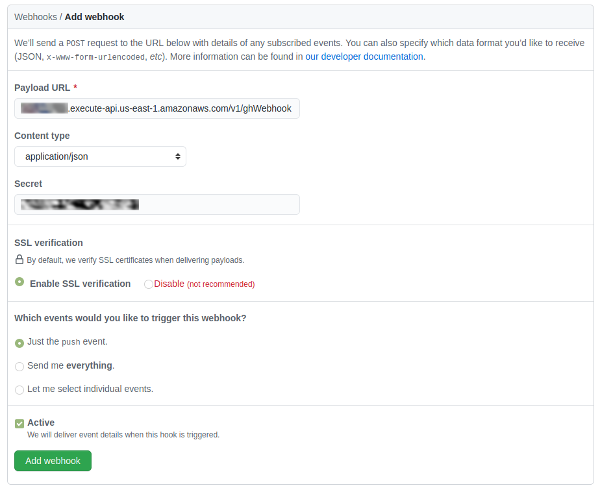 Webhooks / Add webhook
We'll send a POST request to the URL below with details of any subscribed events. You can also specify which data format you'd like to receive
(JSON, x-www-form-urlencoded, etc). More information can be found in our developer documentation.
Payload URL *
.execute-api.us-east-1.amazonaws.com/v1/ghWebhook
Content type
application/json
Secret
SSL verification
By default, we verify SSL certificates when delivering payloads.
Enable SSL verification Disable (not recommended)
Which events would you like to trigger this webhook?
Just the push event.
Send me everything.
Let me select individual events.
Active
We will deliver event details when this hook is triggered.
Add webhook